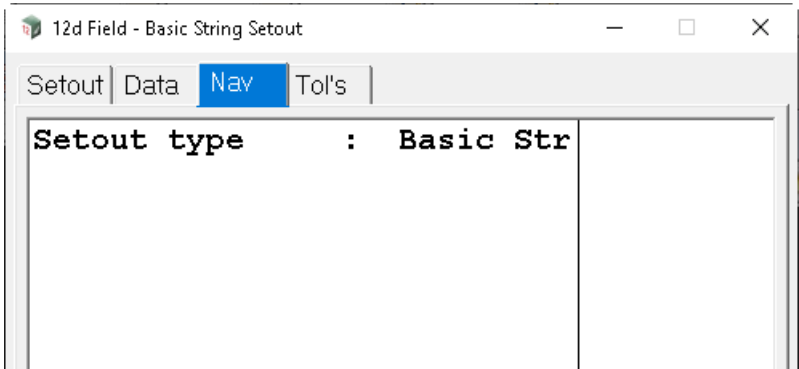 12d Field - Basic String Setout
Setout Data Nav Tol's
Setout type : Basic Str